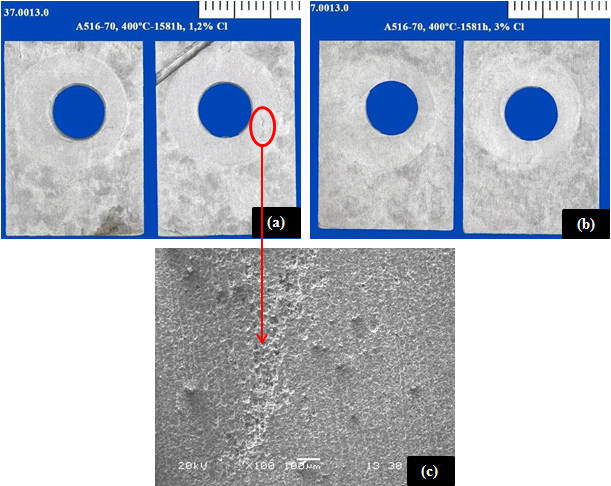 37.0013.0
A516-70, 400°C-1581h, 1,2% Cl
(a)
7.0013.0
A516-70, 400°C-1581h, 3% Cl
(b)
20kV X100 100µm 13 30
(c)